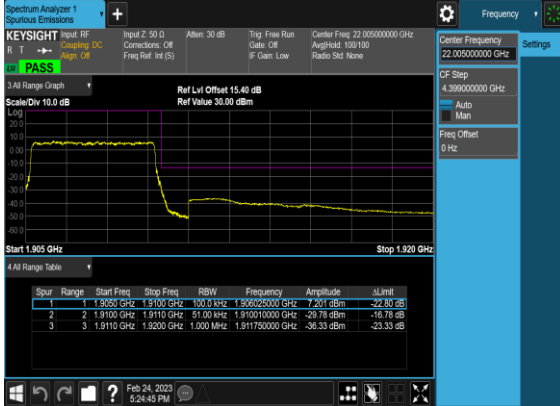 Spectrum Analyzer 1
Spurious Emissions
+
Frequency
Settings
KEYSIGHT Input: RF
R T Coupling: DC
Align: Off
LXI PASS
Input Z: 50 Ω
Corrections: Off
Freq Ref: Int (S)
Atten: 30 dB
Trig: Free Run
Gate: Off
IF Gain: Low
Center Freq: 22.005000000 GHz
Avg|Hold: 100/100
Radio Std: None
Center Frequency
22.005000000 GHz
CF Step
4.399000000 GHz
Auto
Man
Freq Offset
0 Hz
3 All Range Graph
Scale/Div 10.0 dB
Ref Lvl Offset 15.40 dB
Ref Value 30.00 dBm
Log
20.0
10.0
0.00
-10.0
-20.0
-30.0
-40.0
-50.0
-60.0
Start 1.905 GHz
Stop 1.920 GHz
4 All Range Table
Spur Range Start Freq Stop Freq RBW Frequency Amplitude ΔLimit
1 1 1.9050 GHz 1.9100 GHz 100.0 kHz 1.906025000 GHz 7.201 dBm -22.80 dB
2 2 1.9100 GHz 1.9110 GHz 51.00 kHz 1.910010000 GHz -29.78 dBm -16.78 dB
3 3 1.9110 GHz 1.9200 GHz 1.000 MHz 1.911750000 GHz -36.33 dBm -23.33 dB
?
Feb 24, 2023
5:24:45 PM